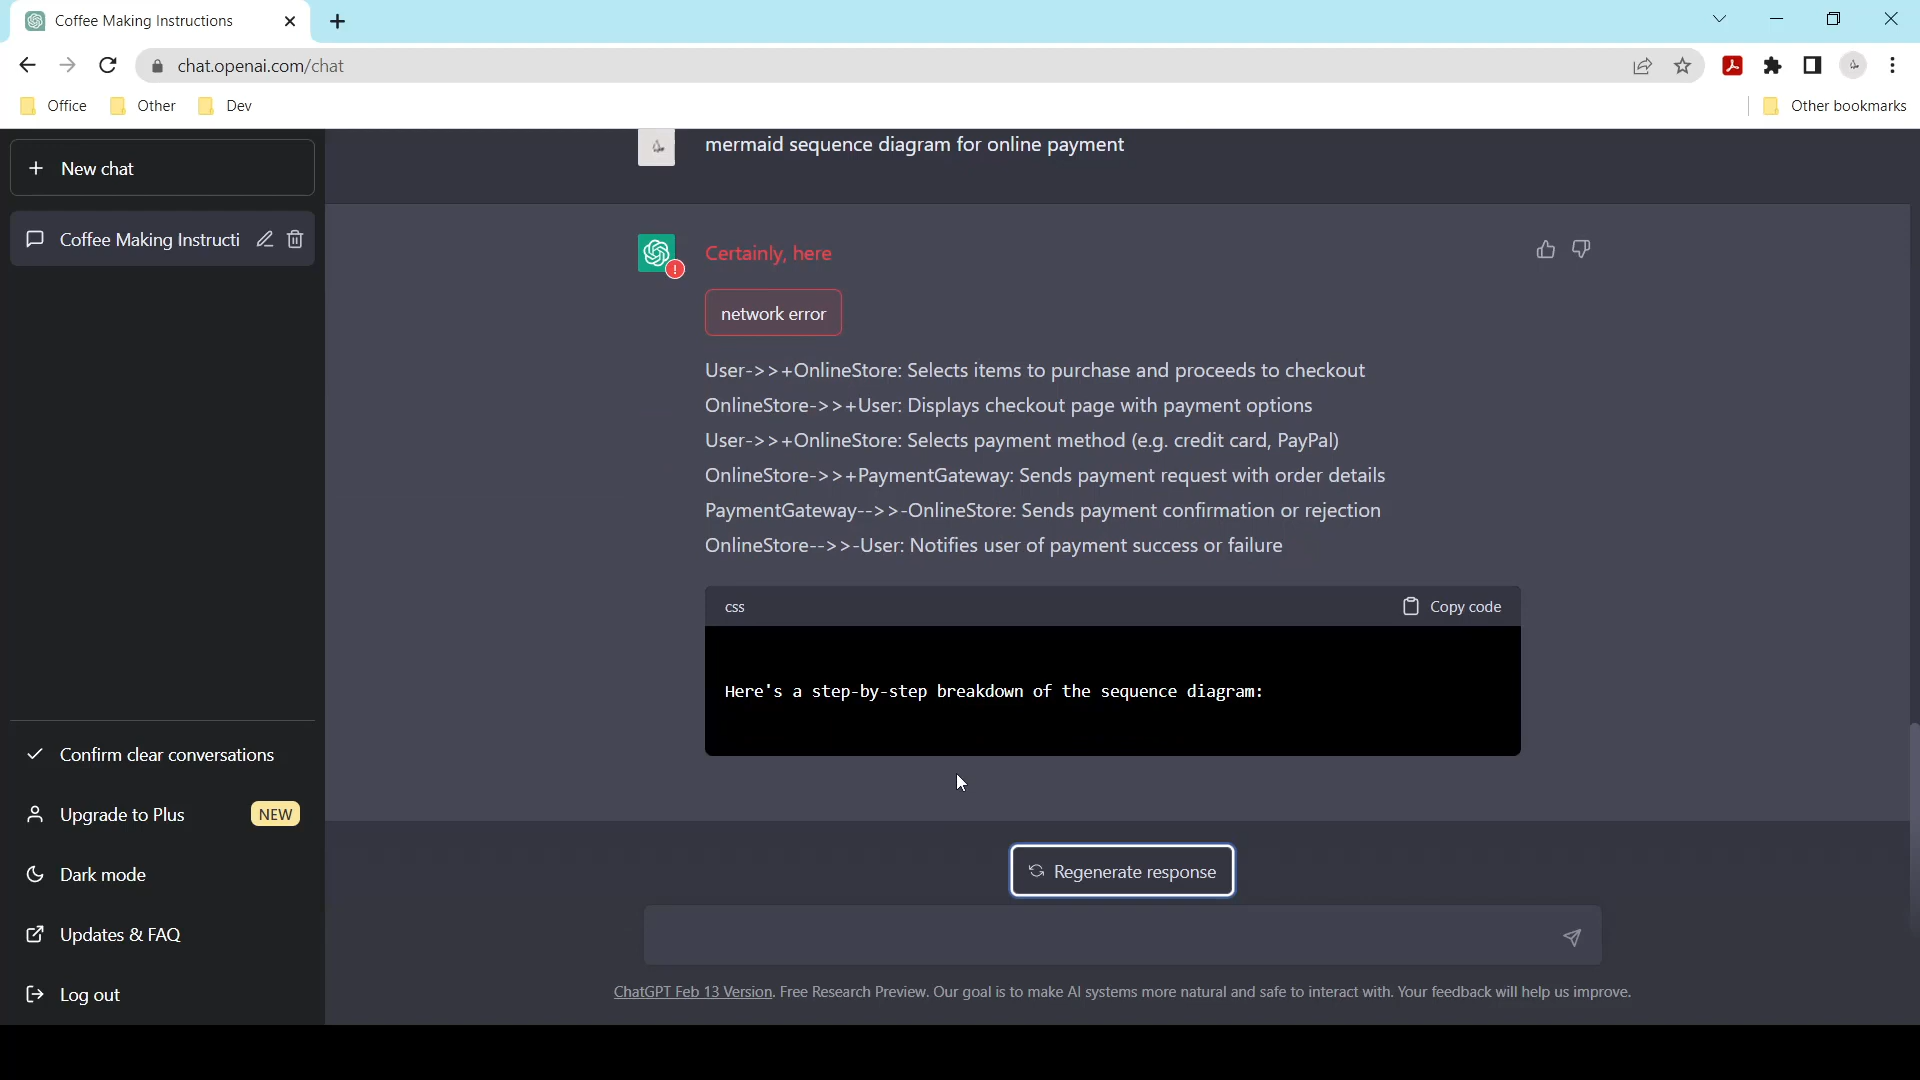 Coffee Making Instructions
chat.openai.com/chat
Office Other Dev Other bookmarks
New chat
Coffee Making Instructi
mermaid sequence diagram for online payment
Certainly, here
network error
User->>+OnlineStore: Selects items to purchase and proceeds to checkout
OnlineStore->>+User: Displays checkout page with payment options
User->>+OnlineStore: Selects payment method (e.g. credit card, PayPal)
OnlineStore->>+PaymentGateway: Sends payment request with order details
PaymentGateway-->>-OnlineStore: Sends payment confirmation or rejection
OnlineStore-->>-User: Notifies user of payment success or failure
css Copy code
Here's a step-by-step breakdown of the sequence diagram:
Confirm clear conversations
Upgrade to Plus NEW
Dark mode
Updates & FAQ
Log out
Regenerate response
ChatGPT Feb 13 Version. Free Research Preview. Our goal is to make AI systems more natural and safe to interact with. Your feedback will help us improve.